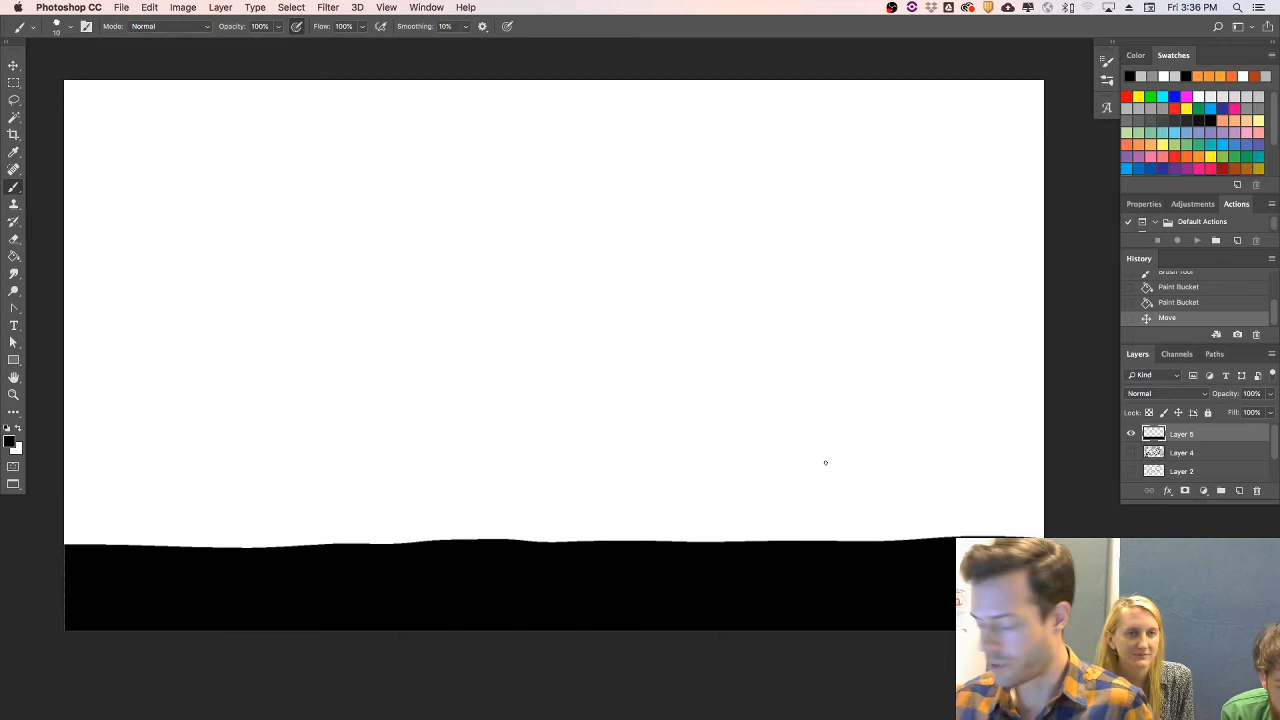 Photoshop CC File Edit Image Layer Type Select Filter 3D View Window Help Fri 3:36 PM
10 Mode: Normal Opacity: 100% Flow: 100% Smoothing: 10%
Color Swatches
Properties Adjustments Actions
Default Actions
History
Brush Tool
Paint Bucket
Paint Bucket
Move
Layers Channels Paths
Kind
Normal Opacity: 100%
Lock: Fill: 100%
Layer 5
Layer 4
Layer 2